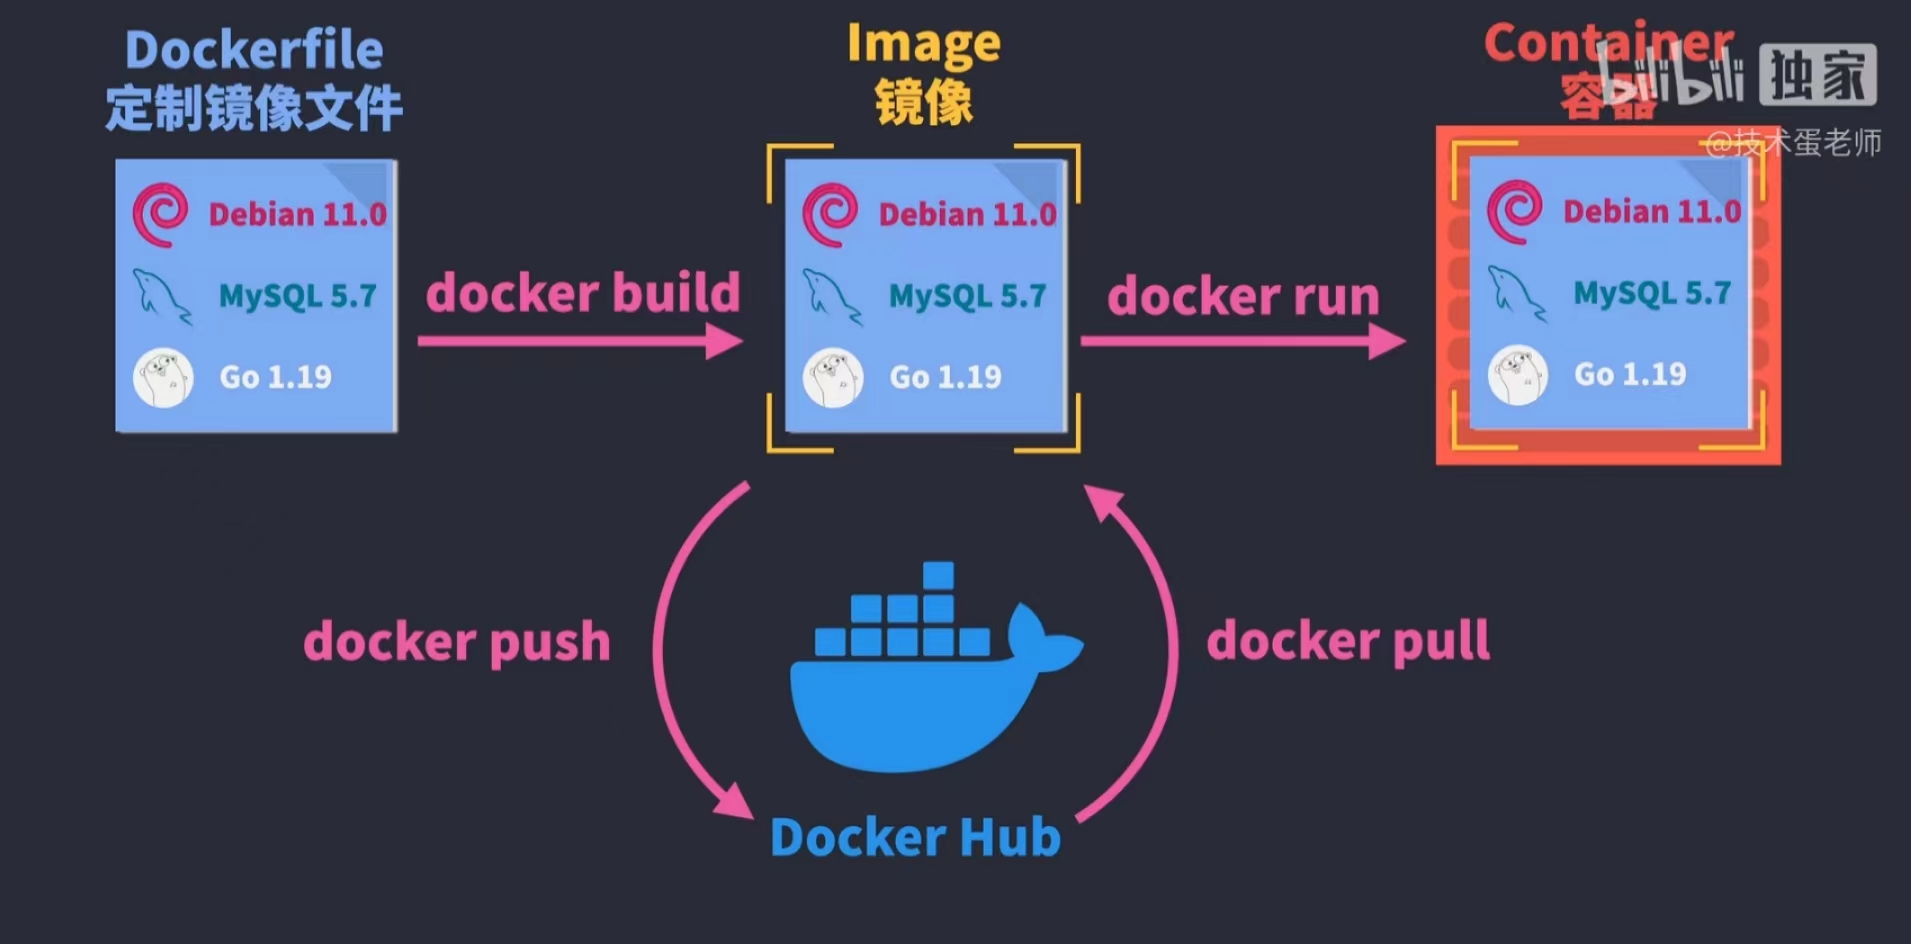 Dockerfile
定制镜像文件
Image
镜像
Container
容器
bilibili 独家
@技术蛋老师
Debian 11.0
MySQL 5.7
Go 1.19
docker build
Debian 11.0
MySQL 5.7
Go 1.19
docker run
Debian 11.0
MySQL 5.7
Go 1.19
docker push
docker pull
Docker Hub